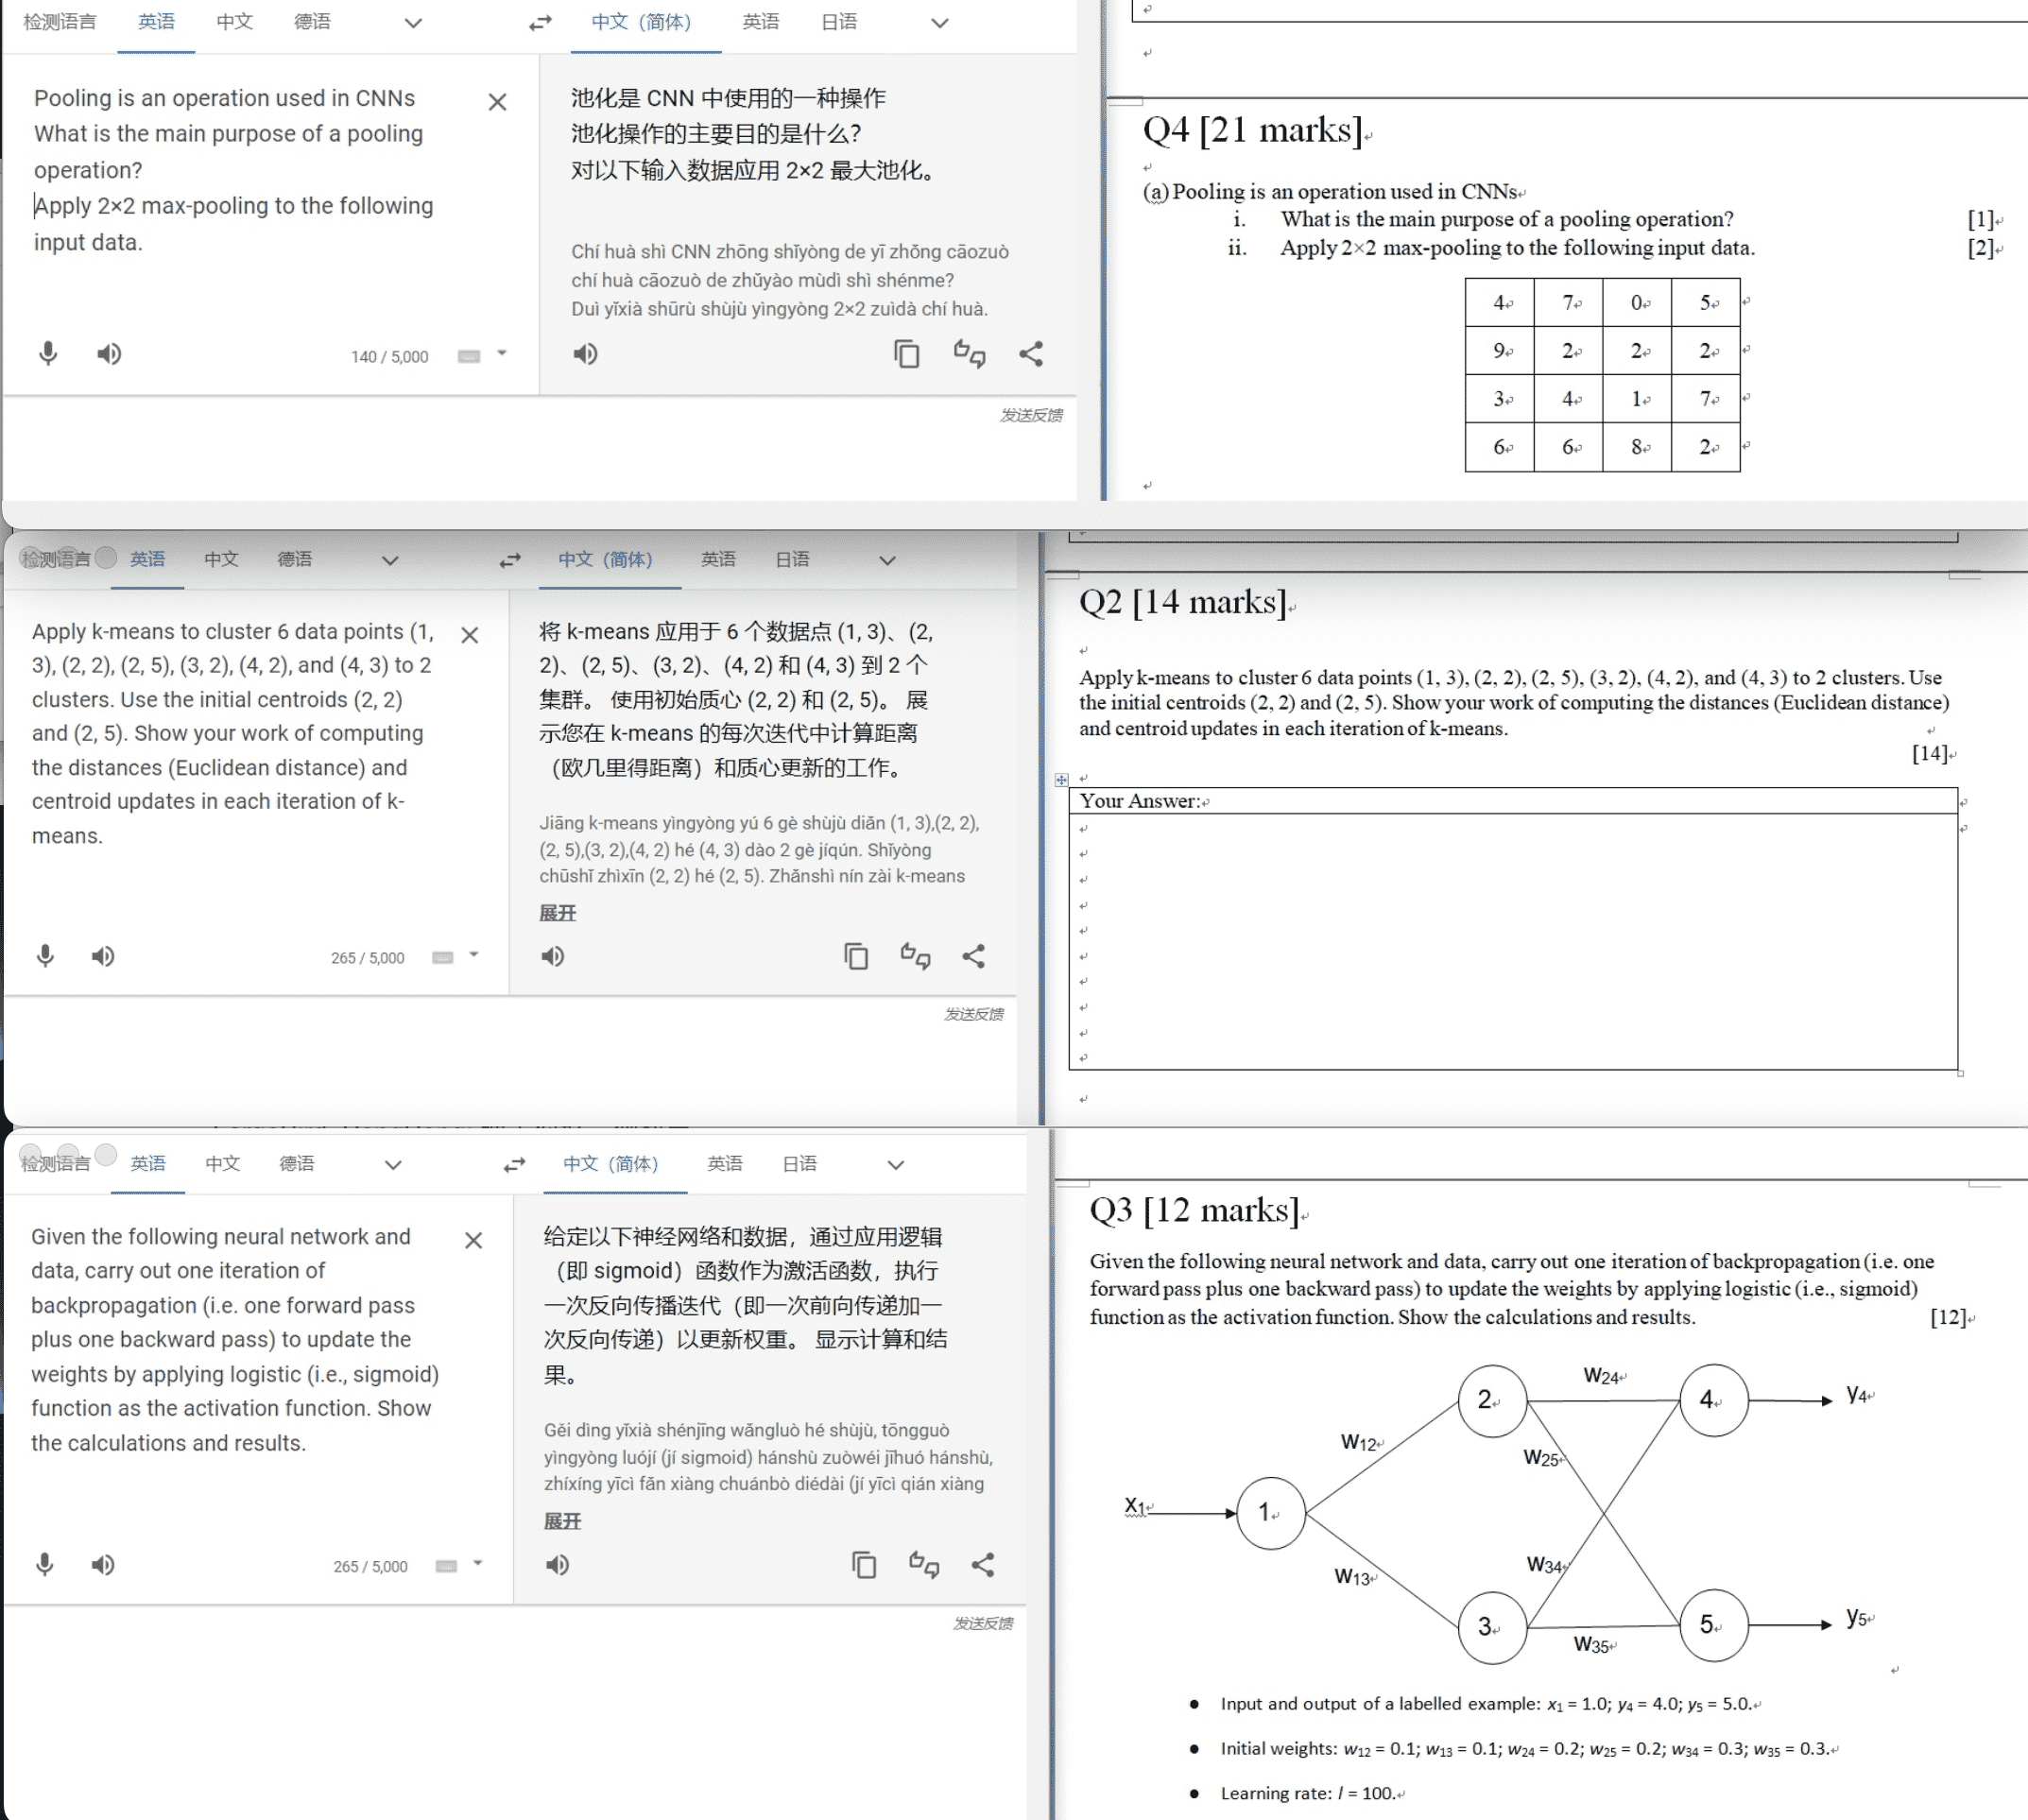 检测语言 英语 中文 德语 中文（简体） 英语 日语
Pooling is an operation used in CNNs
What is the main purpose of a pooling
operation?
Apply 2×2 max-pooling to the following
input data.
140 / 5,000
池化是 CNN 中使用的一种操作
池化操作的主要目的是什么？
对以下输入数据应用 2×2 最大池化。
Chí huà shì CNN zhōng shǐyòng de yī zhǒng cāozuò
chí huà cāozuò de zhǔyào mùdì shì shénme?
Duì yǐxià shūrù shùjù yìngyòng 2×2 zuìdà chí huà.
发送反馈
Q4 [21 marks]
(a) Pooling is an operation used in CNNs
i. What is the main purpose of a pooling operation? [1]
ii. Apply 2×2 max-pooling to the following input data. [2]
4 7 0 5
9 2 2 2
3 4 1 7
6 6 8 2
检测语言 英语 中文 德语 中文（简体） 英语 日语
Apply k-means to cluster 6 data points (1,
3), (2, 2), (2, 5), (3, 2), (4, 2), and (4, 3) to 2
clusters. Use the initial centroids (2, 2)
and (2, 5). Show your work of computing
the distances (Euclidean distance) and
centroid updates in each iteration of k-
means.
265 / 5,000
将 k-means 应用于 6 个数据点 (1, 3)、(2,
2)、(2, 5)、(3, 2)、(4, 2) 和 (4, 3) 到 2 个
集群。 使用初始质心 (2, 2) 和 (2, 5)。 展
示您在 k-means 的每次迭代中计算距离
（欧几里得距离）和质心更新的工作。
Jiāng k-means yìngyòng yú 6 gè shùjù diǎn (1, 3),(2, 2),
(2, 5),(3, 2),(4, 2) hé (4, 3) dào 2 gè jíqún. Shǐyòng
chūshǐ zhìxīn (2, 2) hé (2, 5). Zhǎnshì nín zài k-means
展开
发送反馈
Q2 [14 marks]
Apply k-means to cluster 6 data points (1, 3), (2, 2), (2, 5), (3, 2), (4, 2), and (4, 3) to 2 clusters. Use
the initial centroids (2, 2) and (2, 5). Show your work of computing the distances (Euclidean distance)
and centroid updates in each iteration of k-means.
[14]
Your Answer:
检测语言 英语 中文 德语 中文（简体） 英语 日语
Given the following neural network and
data, carry out one iteration of
backpropagation (i.e. one forward pass
plus one backward pass) to update the
weights by applying logistic (i.e., sigmoid)
function as the activation function. Show
the calculations and results.
265 / 5,000
给定以下神经网络和数据，通过应用逻辑
（即 sigmoid）函数作为激活函数，执行
一次反向传播迭代（即一次前向传递加一
次反向传递）以更新权重。 显示计算和结
果。
Gěi dìng yǐxià shénjīng wǎngluò hé shùjù, tōngguò
yìngyòng luójí (jí sigmoid) hánshù zuòwéi jīhuó hánshù,
zhíxíng yīcì fǎn xiàng chuánbò diédài (jí yīcì qián xiàng
展开
发送反馈
Q3 [12 marks]
Given the following neural network and data, carry out one iteration of backpropagation (i.e. one
forward pass plus one backward pass) to update the weights by applying logistic (i.e., sigmoid)
function as the activation function. Show the calculations and results. [12]
2 W24 4 y4
W12 W25
x1 1
W13 W34
3 W35 5 y5
● Input and output of a labelled example: x1 = 1.0; y4 = 4.0; y5 = 5.0.
● Initial weights: w12 = 0.1; w13 = 0.1; w24 = 0.2; w25 = 0.2; w34 = 0.3; w35 = 0.3.
● Learning rate: l = 100.